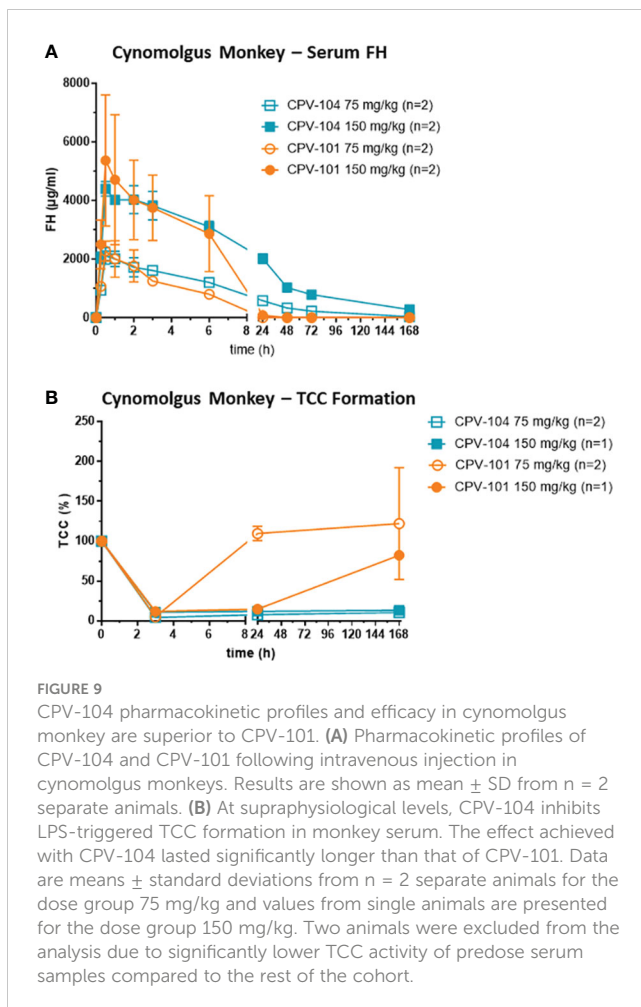 A
Cynomolgus Monkey – Serum FH
8000
6000
4000
2000
0
FH (µg/ml)
CPV-104 75 mg/kg (n=2)
CPV-104 150 mg/kg (n=2)
CPV-101 75 mg/kg (n=2)
CPV-101 150 mg/kg (n=2)
0 2 4 6 8 24 48 72 96 120 144 168
time (h)
B
Cynomolgus Monkey – TCC Formation
250
200
150
100
50
0
TCC (%)
CPV-104 75 mg/kg (n=2)
CPV-104 150 mg/kg (n=1)
CPV-101 75 mg/kg (n=2)
CPV-101 150 mg/kg (n=1)
0 2 4 6 8 24 48 72 96 120 144 168
time (h)
FIGURE 9
CPV-104 pharmacokinetic profiles and efficacy in cynomolgus
monkey are superior to CPV-101. (A) Pharmacokinetic profiles of
CPV-104 and CPV-101 following intravenous injection in
cynomolgus monkeys. Results are shown as mean ± SD from n = 2
separate animals. (B) At supraphysiological levels, CPV-104 inhibits
LPS-triggered TCC formation in monkey serum. The effect achieved
with CPV-104 lasted significantly longer than that of CPV-101. Data
are means ± standard deviations from n = 2 separate animals for the
dose group 75 mg/kg and values from single animals are presented
for the dose group 150 mg/kg. Two animals were excluded from the
analysis due to significantly lower TCC activity of predose serum
samples compared to the rest of the cohort.